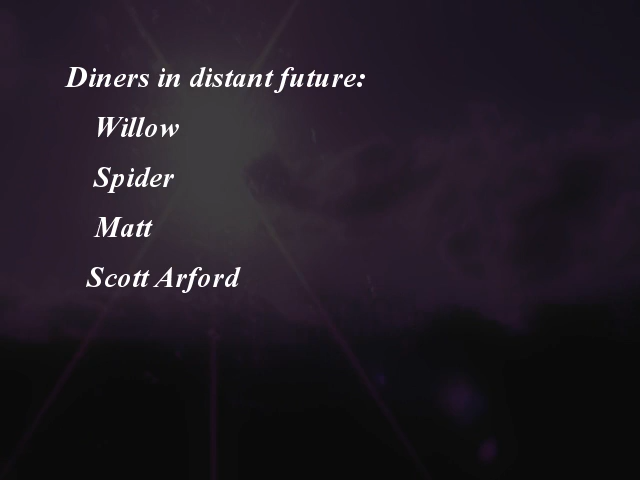 Diners in distant future:
Willow
Spider
Matt
Scott Arford